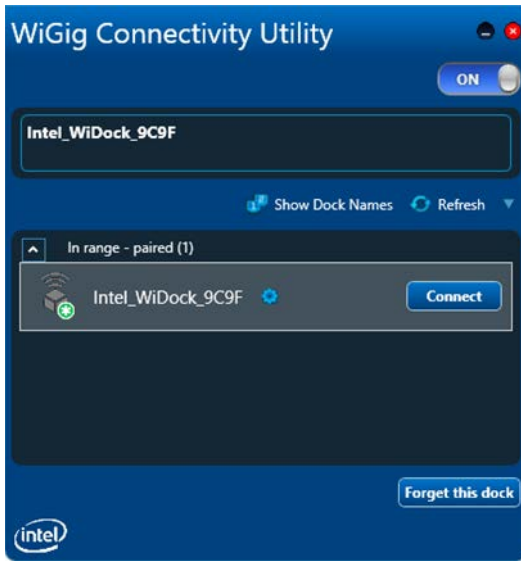 WiGig Connectivity Utility
ON
Intel_WiDock_9C9F
Show Dock Names Refresh
In range - paired (1)
Intel_WiDock_9C9F Connect
Forget this dock
intel